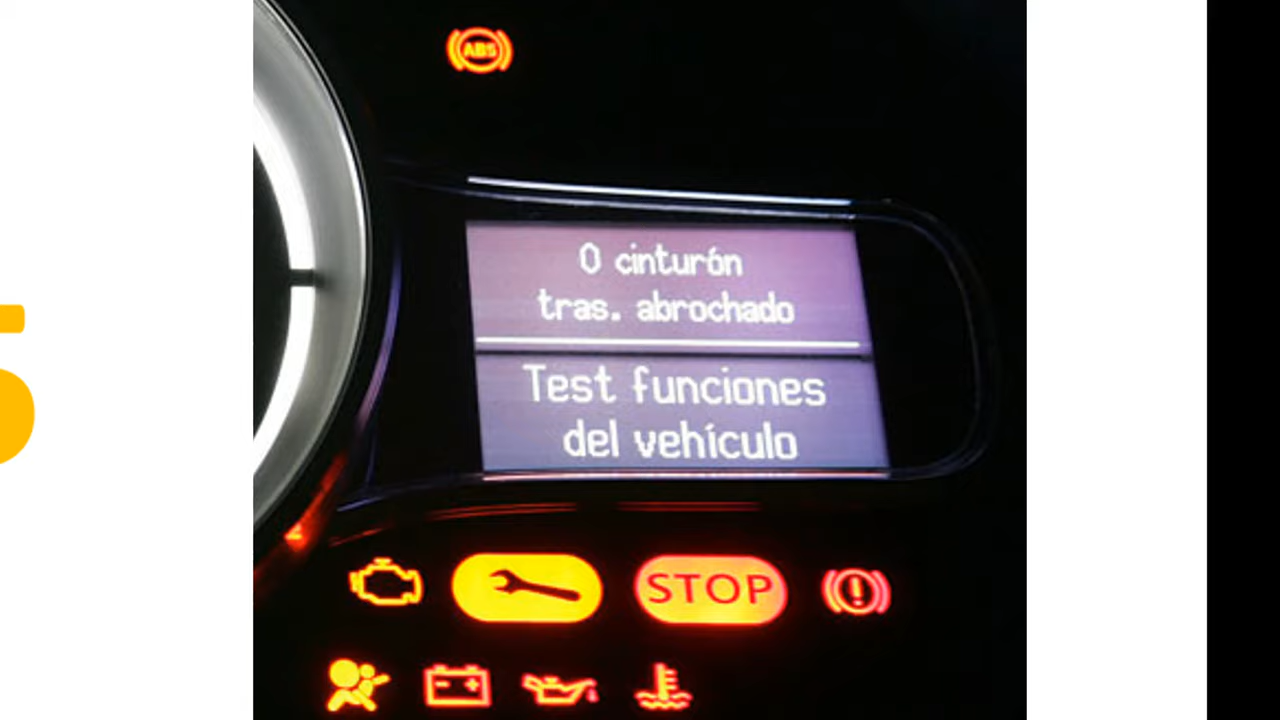 ABS
0 cinturón
tras. abrochado
Test funciones
del vehículo
STOP